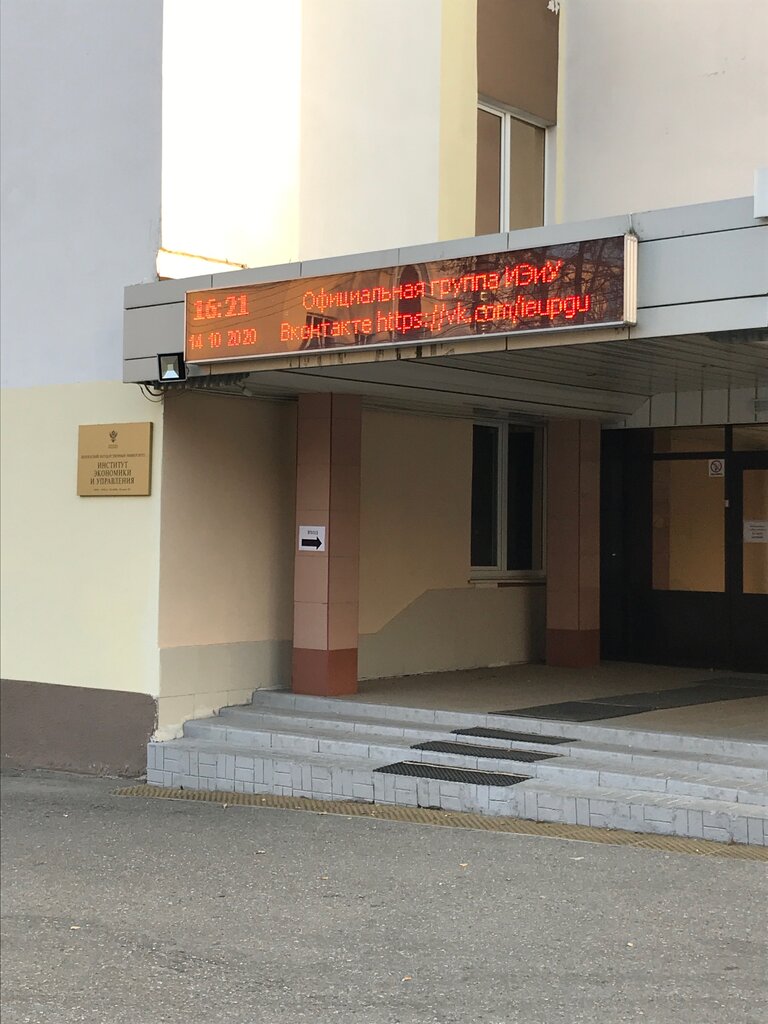 16:21
14 10 2020
Официальная группа ИЭиУ
Вконтакте https://vk.com/ieupgu
ИНСТИТУТ
ЭКОНОМИКИ
И УПРАВЛЕНИЯ